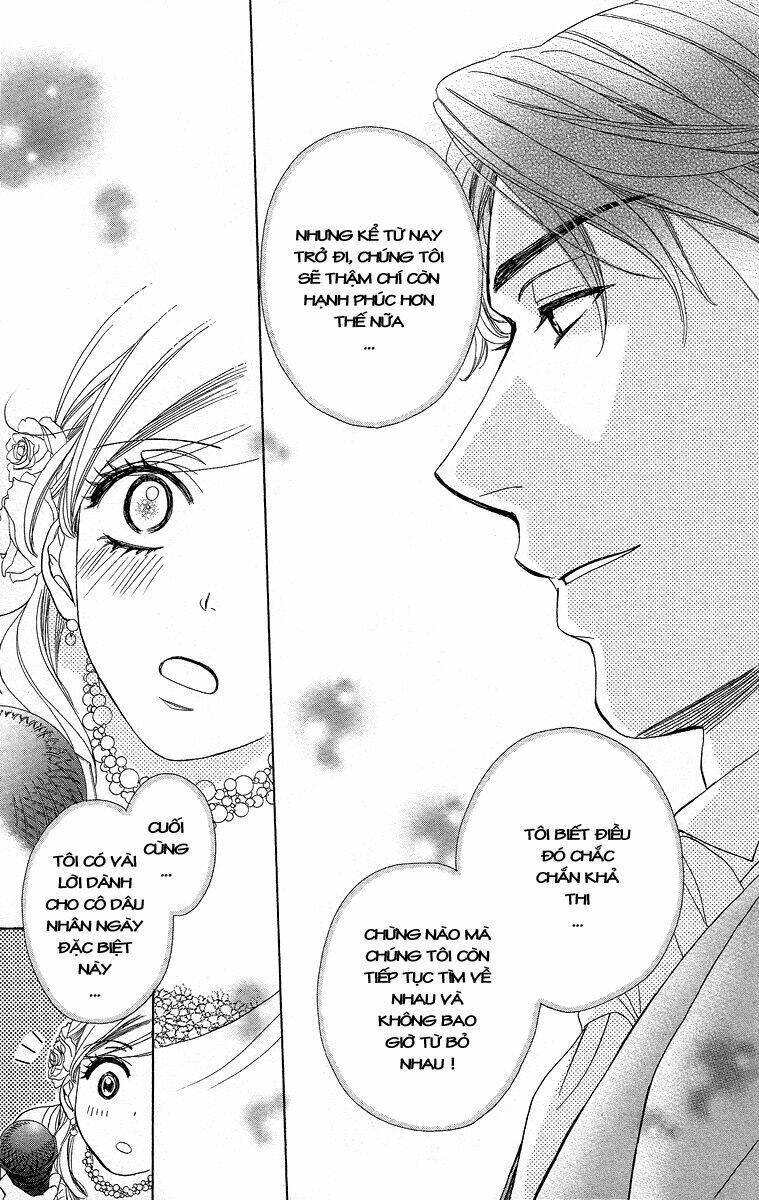 NHƯNG KỂ TỪ NAY
TRỞ ĐI, CHÚNG TÔI
SẼ THẬM CHÍ CÒN
HẠNH PHÚC HƠN
THẾ NỮA
...
TÔI BIẾT ĐIỀU
ĐÓ CHẮC
CHẮN KHẢ
THI
...
CHỪNG NÀO MÀ
CHÚNG TÔI CÒN
TIẾP TỤC TÌM VỀ
NHAU VÀ
KHÔNG BAO
GIỜ TỪ BỎ
NHAU !
CUỐI
CÙNG
...
TÔI CÓ VÀI
LỜI DÀNH
CHO CÔ DÂU
NHÂN NGÀY
ĐẶC BIỆT
NÀY
...